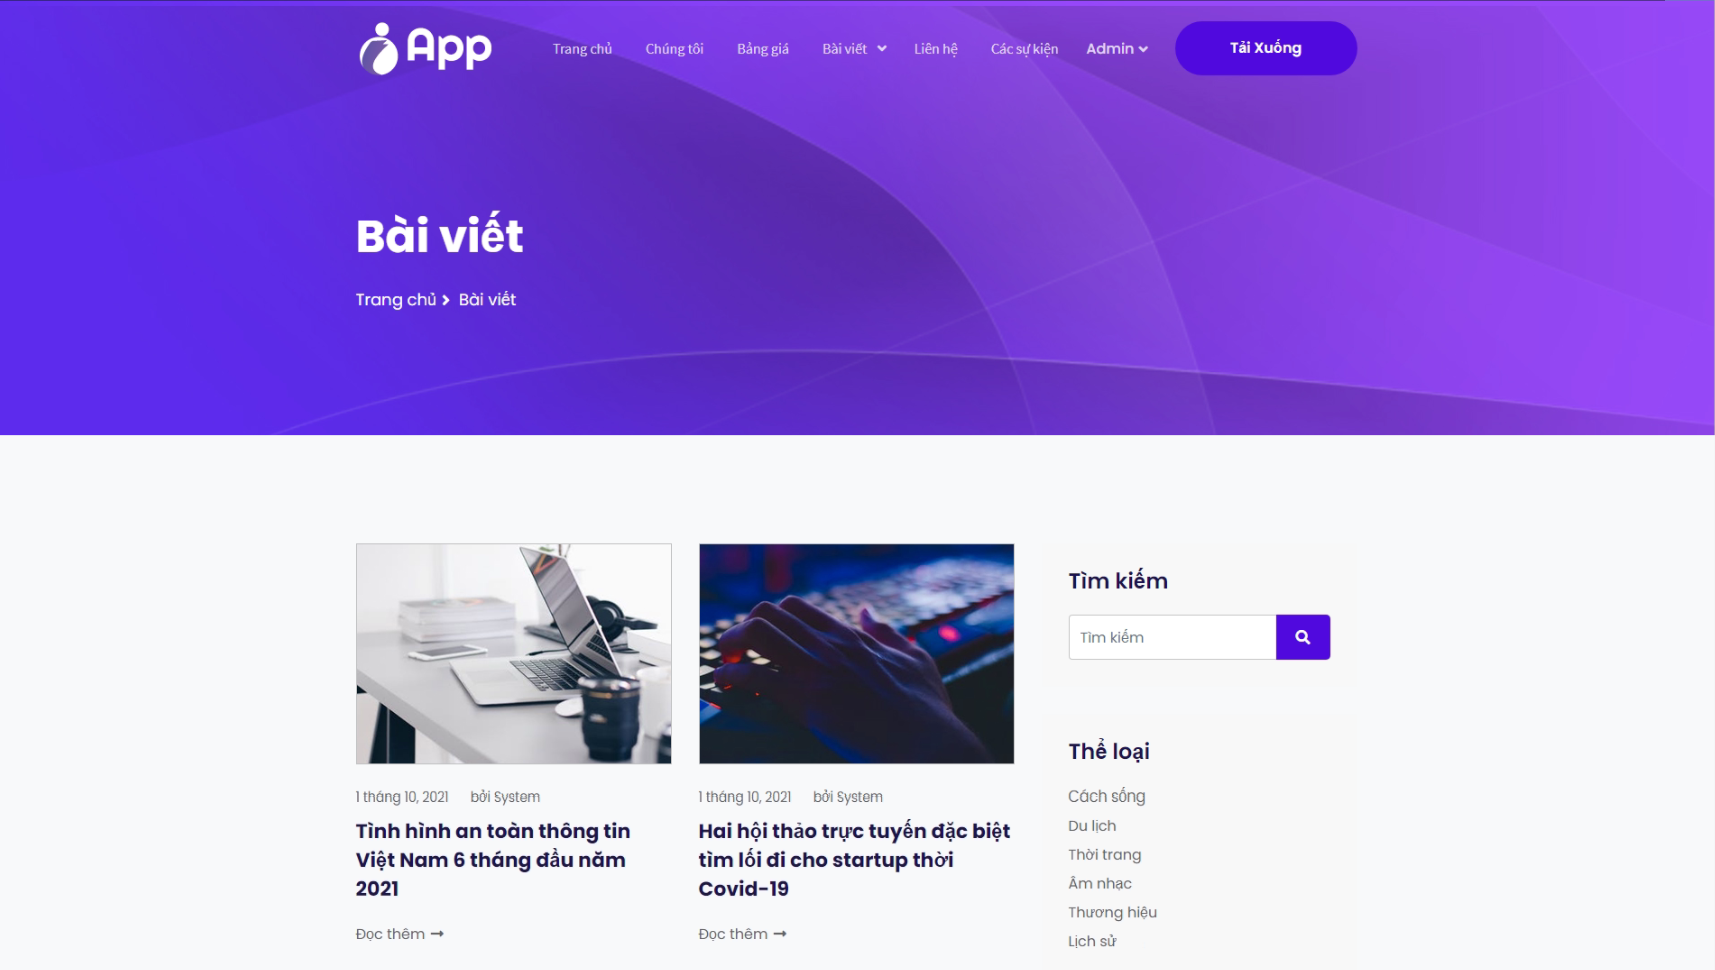 App
Trang chủ
Chúng tôi
Bảng giá
Bài viết
Liên hệ
Các sự kiện
Admin
Tải Xuống
Bài viết
Trang chủ > Bài viết
1 tháng 10, 2021 bởi System
Tình hình an toàn thông tin
Việt Nam 6 tháng đầu năm
2021
Đọc thêm →
1 tháng 10, 2021 bởi System
Hai hội thảo trực tuyến đặc biệt
tìm lối đi cho startup thời
Covid-19
Đọc thêm →
Tìm kiếm
Tìm kiếm
Thể loại
Cách sống
Du lịch
Thời trang
Âm nhạc
Thương hiệu
Lịch sử